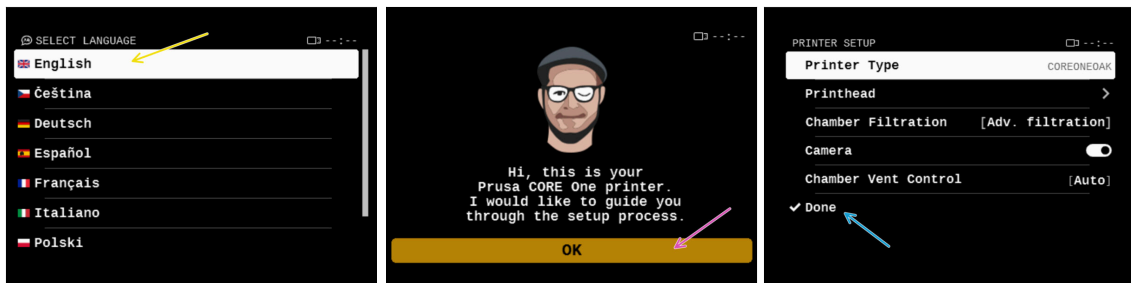 SELECT LANGUAGE
--:--
English
Čeština
Deutsch
Español
Français
Italiano
Polski
--:--
Hi, this is your
Prusa CORE One printer.
I would like to guide you
through the setup process.
OK
PRINTER SETUP
--:--
Printer Type COREONEOAK
Printhead
Chamber Filtration [Adv. filtration]
Camera
Chamber Vent Control [Auto]
Done